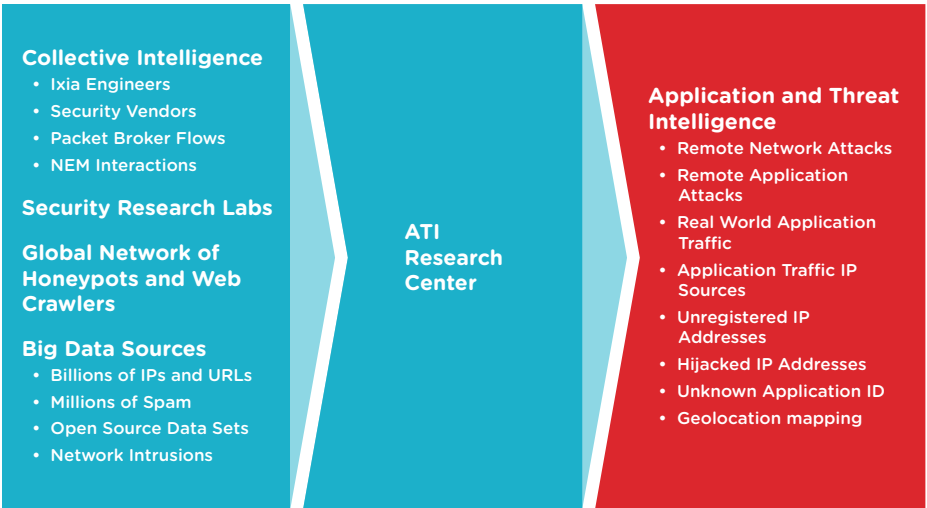 Collective Intelligence
• Ixia Engineers
• Security Vendors
• Packet Broker Flows
• NEM Interactions
Security Research Labs
Global Network of
Honeypots and Web
Crawlers
Big Data Sources
• Billions of IPs and URLs
• Millions of Spam
• Open Source Data Sets
• Network Intrusions
ATI
Research
Center
Application and Threat
Intelligence
• Remote Network Attacks
• Remote Application
Attacks
• Real World Application
Traffic
• Application Traffic IP
Sources
• Unregistered IP
Addresses
• Hijacked IP Addresses
• Unknown Application ID
• Geolocation mapping